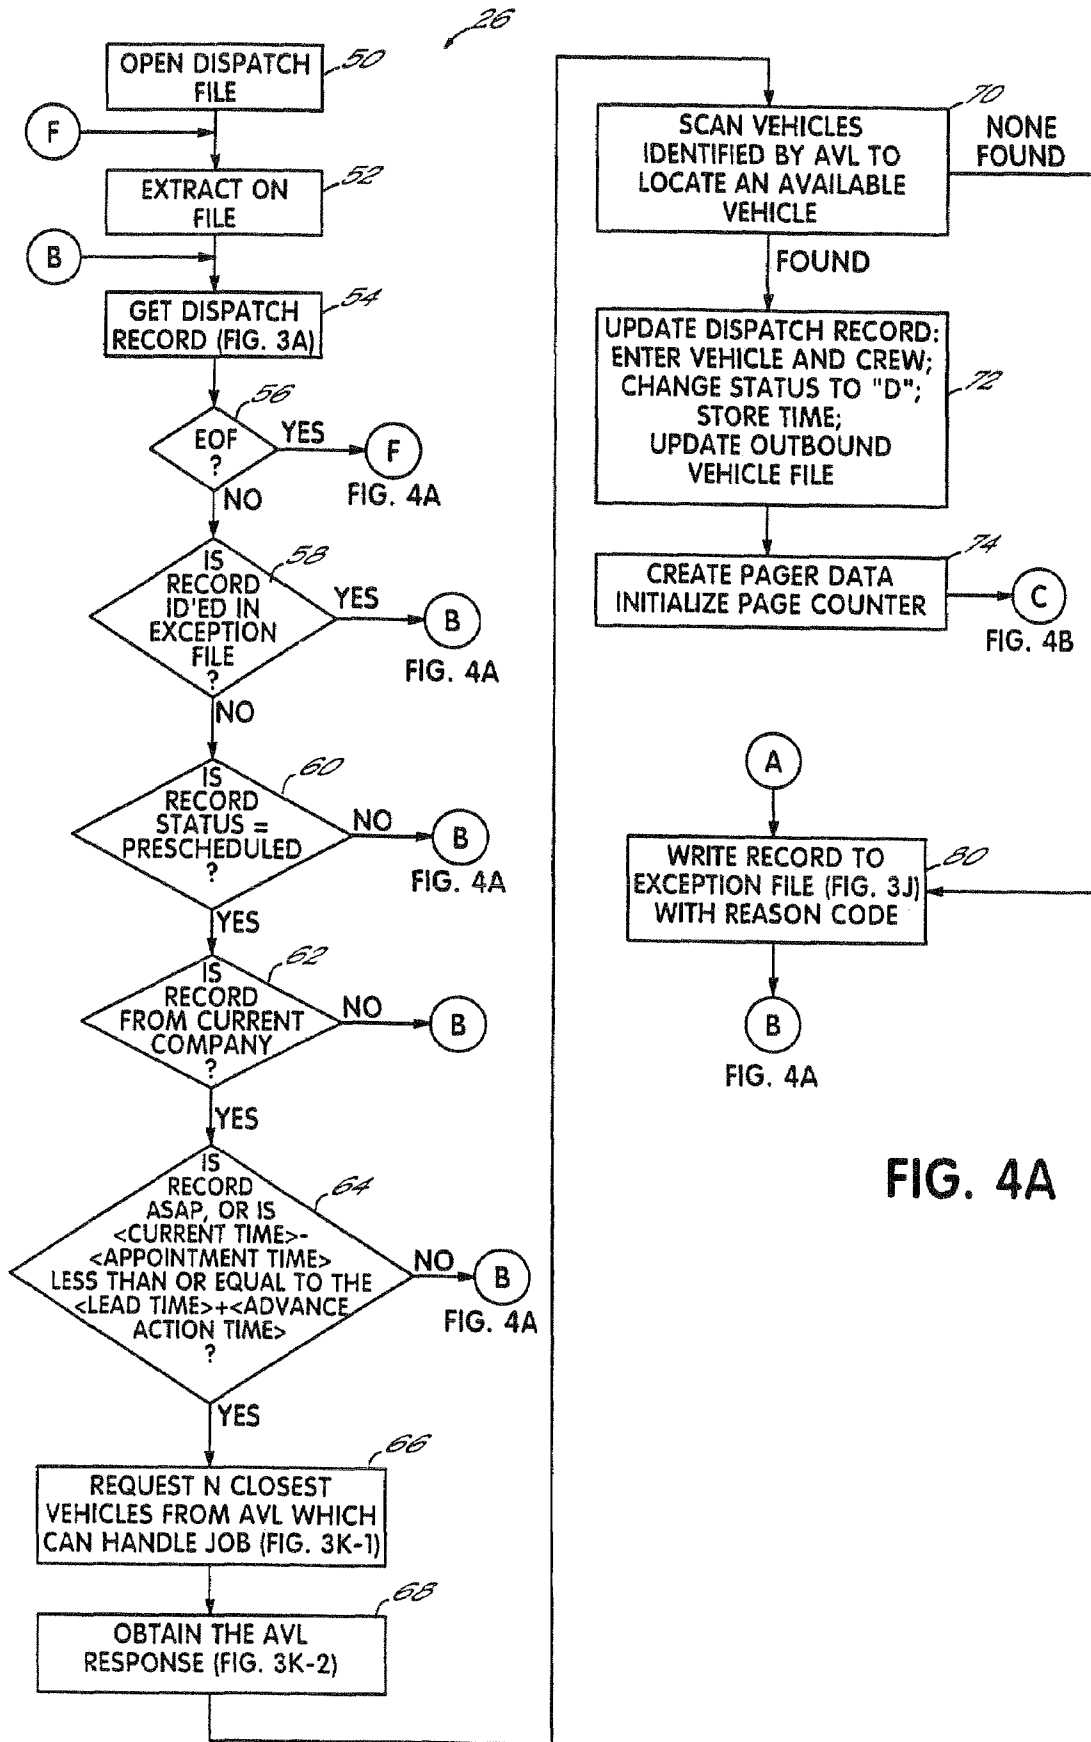 26
OPEN DISPATCH
FILE
50
F
EXTRACT ON
FILE
52
B
GET DISPATCH
RECORD (FIG. 3A)
54
56
EOF
?
YES
F
FIG. 4A
NO
58
IS
RECORD
ID'ED IN
EXCEPTION
FILE
?
YES
B
FIG. 4A
NO
60
IS
RECORD
STATUS =
PRESCHEDULED
?
NO
B
FIG. 4A
YES
62
IS
RECORD
FROM CURRENT
COMPANY
?
NO
B
YES
64
IS
RECORD
ASAP, OR IS
<CURRENT TIME>-
<APPOINTMENT TIME>
LESS THAN OR EQUAL TO THE
<LEAD TIME>+<ADVANCE
ACTION TIME>
?
NO
B
FIG. 4A
YES
66
REQUEST N CLOSEST
VEHICLES FROM AVL WHICH
CAN HANDLE JOB (FIG. 3K-1)
68
OBTAIN THE AVL
RESPONSE (FIG. 3K-2)
70
SCAN VEHICLES
IDENTIFIED BY AVL TO
LOCATE AN AVAILABLE
VEHICLE
NONE
FOUND
FOUND
UPDATE DISPATCH RECORD:
ENTER VEHICLE AND CREW;
CHANGE STATUS TO "D";
STORE TIME;
UPDATE OUTBOUND
VEHICLE FILE
72
74
CREATE PAGER DATA
INITIALIZE PAGE COUNTER
C
FIG. 4B
A
80
WRITE RECORD TO
EXCEPTION FILE (FIG. 3J)
WITH REASON CODE
B
FIG. 4A
FIG. 4A